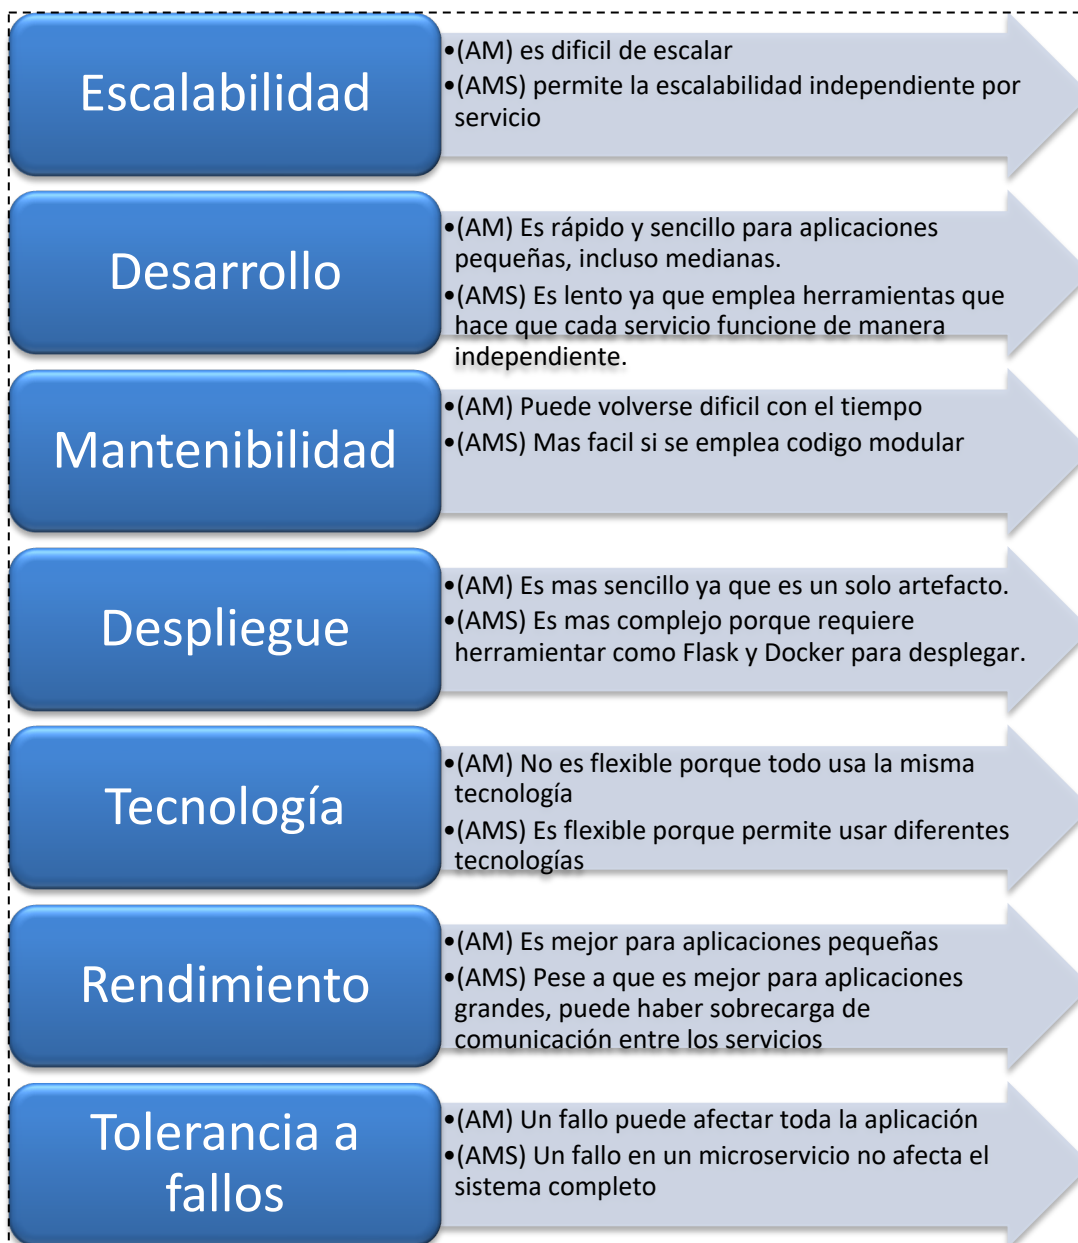 Escalabilidad
•(AM) es dificil de escalar
•(AMS) permite la escalabilidad independiente por
servicio
Desarrollo
•(AM) Es rápido y sencillo para aplicaciones
pequeñas, incluso medianas.
•(AMS) Es lento ya que emplea herramientas que
hace que cada servicio funcione de manera
independiente.
Mantenibilidad
•(AM) Puede volverse dificil con el tiempo
•(AMS) Mas facil si se emplea codigo modular
Despliegue
•(AM) Es mas sencillo ya que es un solo artefacto.
•(AMS) Es mas complejo porque requiere
herramientar como Flask y Docker para desplegar.
Tecnología
•(AM) No es flexible porque todo usa la misma
tecnología
•(AMS) Es flexible porque permite usar diferentes
tecnologías
Rendimiento
•(AM) Es mejor para aplicaciones pequeñas
•(AMS) Pese a que es mejor para aplicaciones
grandes, puede haber sobrecarga de
comunicación entre los servicios
Tolerancia a
fallos
•(AM) Un fallo puede afectar toda la aplicación
•(AMS) Un fallo en un microservicio no afecta el
sistema completo